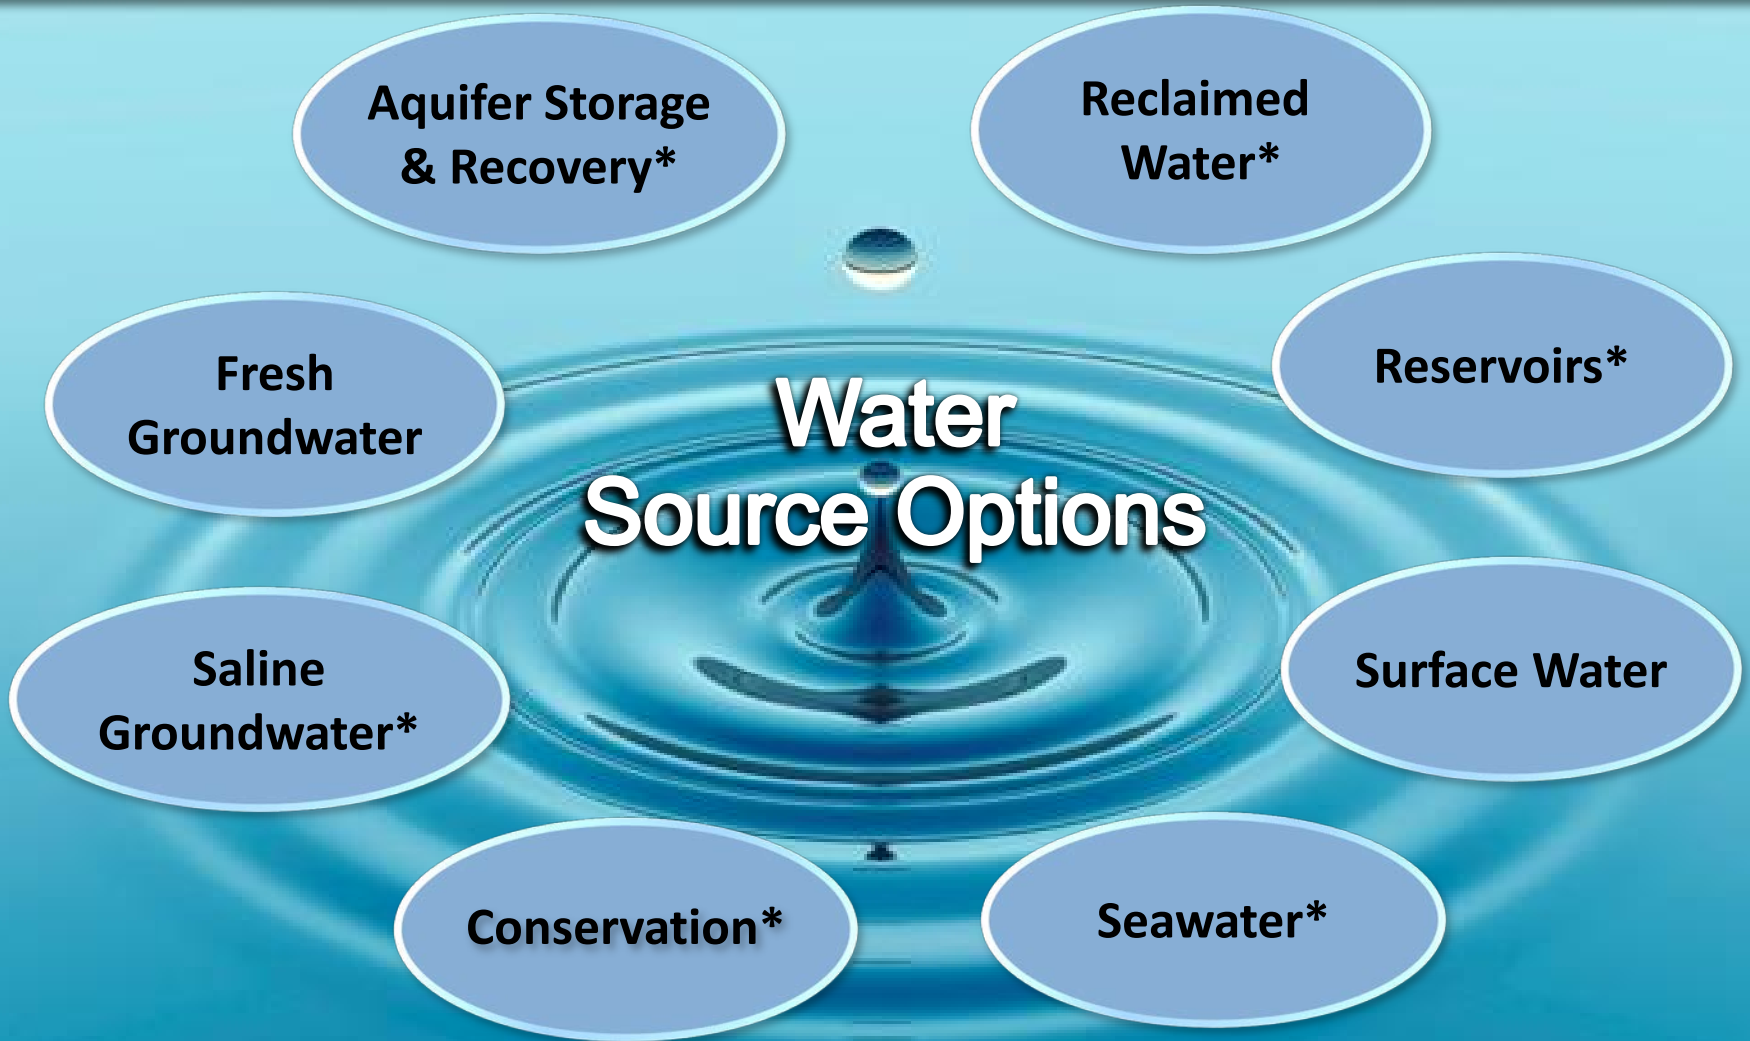 Aquifer Storage
& Recovery*
Reclaimed
Water*
Fresh
Groundwater
Reservoirs*
Water
Source Options
Saline
Groundwater*
Surface Water
Conservation*
Seawater*